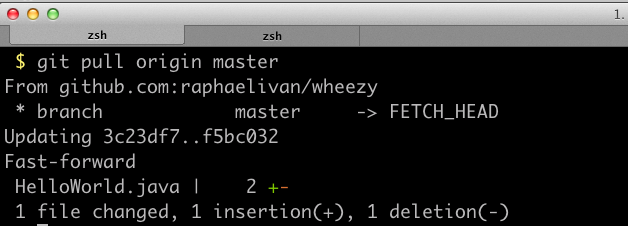 1.
zsh zsh
$ git pull origin master
From github.com:raphaelivan/wheezy
* branch master -> FETCH_HEAD
Updating 3c23df7..f5bc032
Fast-forward
HelloWorld.java | 2 +-
1 file changed, 1 insertion(+), 1 deletion(-)